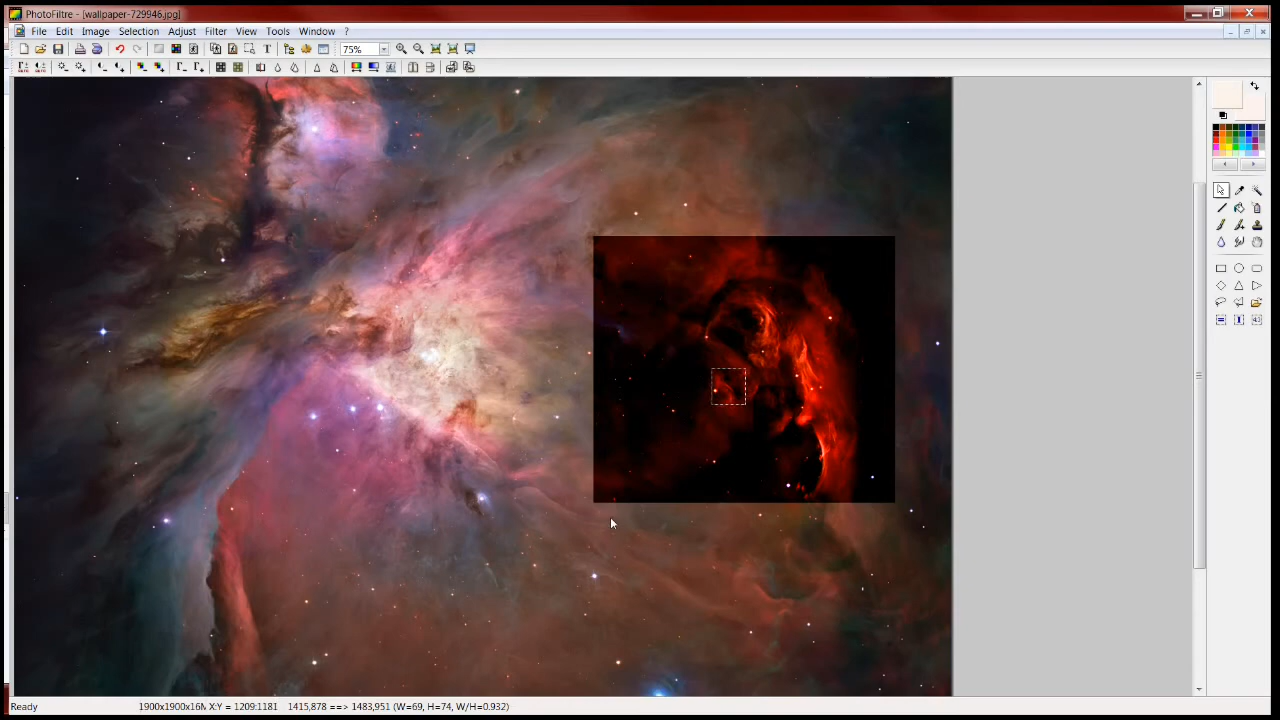 PhotoFiltre - [wallpaper-729946.jpg]
File Edit Image Selection Adjust Filter View Tools Window ?
75%
Ready 1900x1900x16M X:Y = 1209:1181 1415,878 ==> 1483,951 (W=69, H=74, W/H=0.932)